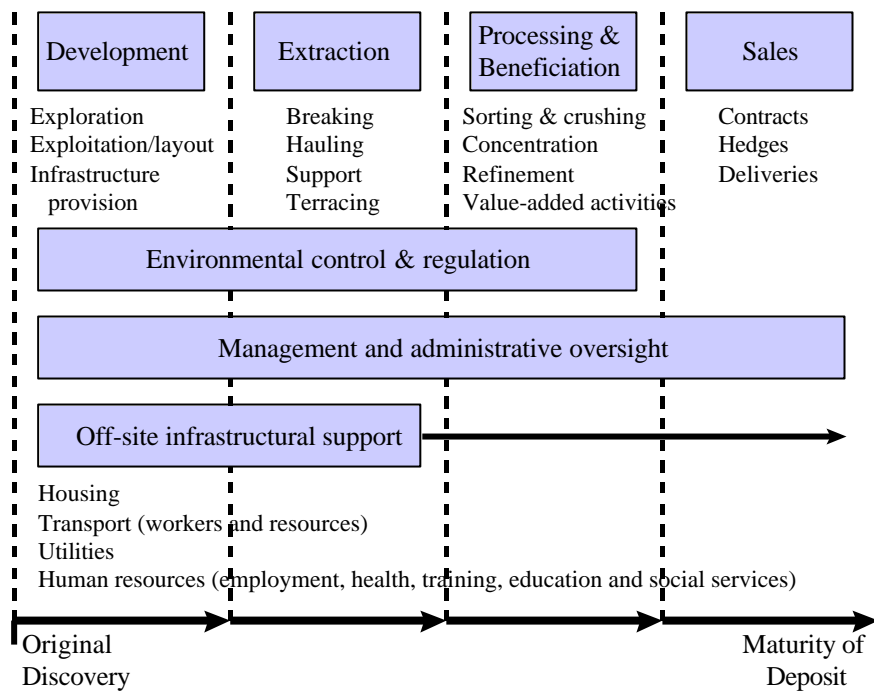 Development
Extraction
Processing &
Beneficiation
Sales
Exploration
Exploitation/layout
Infrastructure
provision
Breaking
Hauling
Support
Terracing
Sorting & crushing
Concentration
Refinement
Value-added activities
Contracts
Hedges
Deliveries
Environmental control & regulation
Management and administrative oversight
Off-site infrastructural support
Housing
Transport (workers and resources)
Utilities
Human resources (employment, health, training, education and social services)
Original
Discovery
Maturity of
Deposit